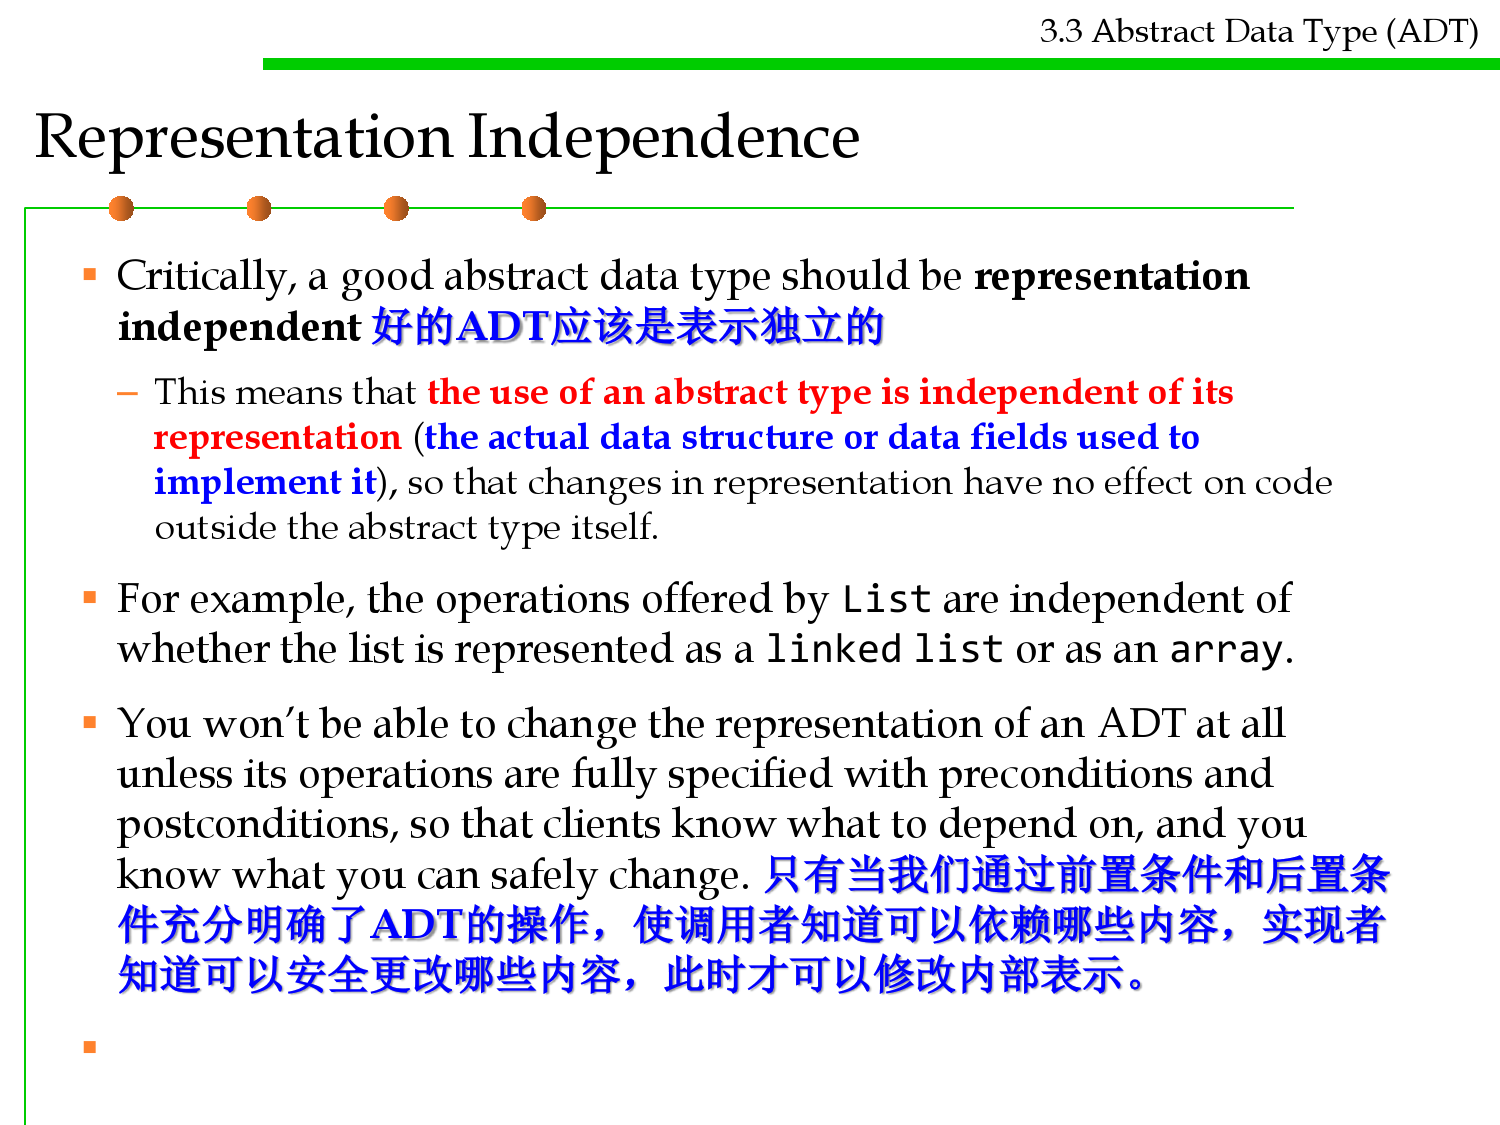 3.3 Abstract Data Type (ADT)
Representation Independence
Critically, a good abstract data type should be representation
independent 好的ADT应该是表示独立的
– This means that the use of an abstract type is independent of its
representation (the actual data structure or data fields used to
implement it), so that changes in representation have no effect on code
outside the abstract type itself.
For example, the operations offered by List are independent of
whether the list is represented as a linked list or as an array.
You won’t be able to change the representation of an ADT at all
unless its operations are fully specified with preconditions and
postconditions, so that clients know what to depend on, and you
know what you can safely change. 只有当我们通过前置条件和后置条
件充分明确了ADT的操作，使调用者知道可以依赖哪些内容，实现者
知道可以安全更改哪些内容，此时才可以修改内部表示。